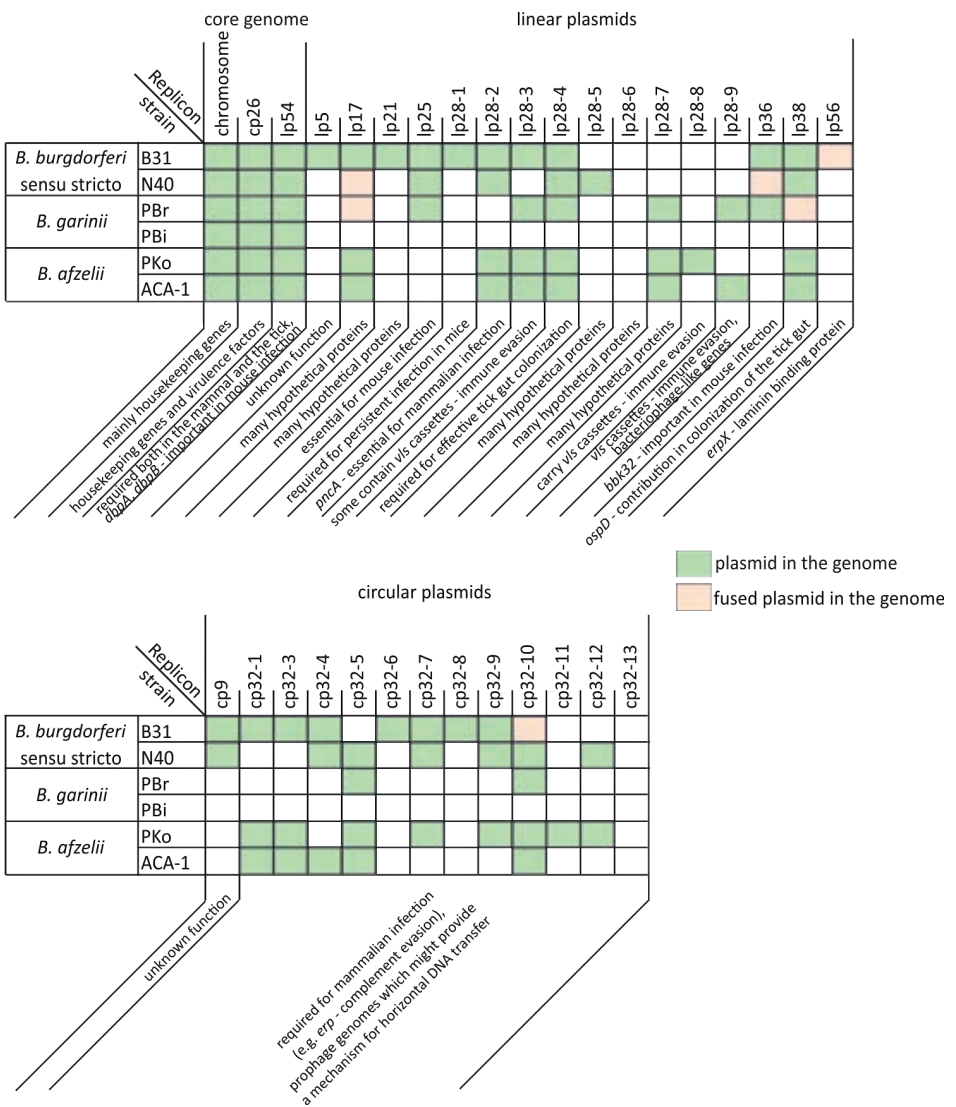 core genome
linear plasmids
Replicon
strain
chromosome
cp26
lp54
lp5
lp17
lp21
lp25
lp28-1
lp28-2
lp28-3
lp28-4
lp28-5
lp28-6
lp28-7
lp28-8
lp28-9
lp36
lp38
lp56
B. burgdorferi
sensu stricto
B31
N40
B. garinii
PBr
PBi
B. afzelii
PKo
ACA-1
mainly housekeeping genes
housekeeping genes and virulence factors
required both in the mammal and the tick,
dbpA, dbpB - important in mouse infection
unknown function
many hypothetical proteins
many hypothetical proteins
essential for mouse infection
required for persistent infection in mice
pncA - essential for mammalian infection
some contain vls cassettes - immune evasion
required for effective tick gut colonization
many hypothetical proteins
many hypothetical proteins
many hypothetical proteins
carry vls cassettes - immune evasion
vls cassettes - immune evasion,
bacteriophage-like genes
bbk32 - important in mouse infection
ospD - contribution in colonization of the tick gut
erpX - laminin binding protein
plasmid in the genome
fused plasmid in the genome
circular plasmids
Replicon
strain
cp9
cp32-1
cp32-3
cp32-4
cp32-5
cp32-6
cp32-7
cp32-8
cp32-9
cp32-10
cp32-11
cp32-12
cp32-13
B. burgdorferi
sensu stricto
B31
N40
B. garinii
PBr
PBi
B. afzelii
PKo
ACA-1
unknown function
required for mammalian infection
(e.g. erp - complement evasion),
prophage genomes which might provide
a mechanism for horizontal DNA transfer